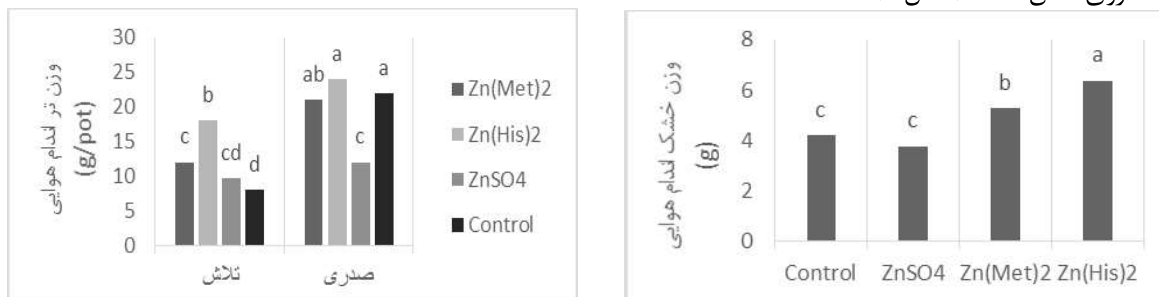 وزن تر اندام هوایی
(g/pot)
30
25
20
15
10
5
0
c
b
cd
d
ab
a
c
a
تلاش
صدری
Zn(Met)2
Zn(His)2
ZnSO4
Control
وزن خشک اندام هوایی
(g)
8
6
4
2
0
c
c
b
a
Control ZnSO4 Zn(Met)2 Zn(His)2